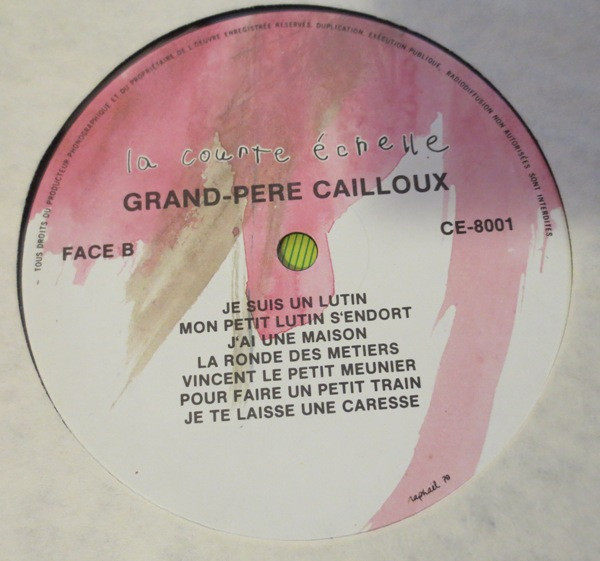 - TOUS DROITS DU PRODUCTEUR PHONOGRAPHIQUE ET DU PROPRIÉTAIRE DE L'OEUVRE ENREGISTRÉE RÉSERVÉS. DUPLICATION, EXÉCUTION PUBLIQUE, RADIODIFFUSION NON AUTORISÉES SONT INTERDITES.
la courte échelle
GRAND-PERE CAILLOUX
FACE B
CE-8001
JE SUIS UN LUTIN
MON PETIT LUTIN S'ENDORT
J'AI UNE MAISON
LA RONDE DES METIERS
VINCENT LE PETIT MEUNIER
POUR FAIRE UN PETIT TRAIN
JE TE LAISSE UNE CARESSE
raphaël